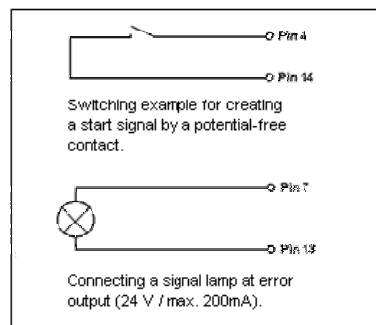 Pin 4
Pin 14
Switching example for creating
a start signal by a potential-free
contact.
Pin 7
Pin 13
Connecting a signal lamp at error
output (24 V / max. 200mA).